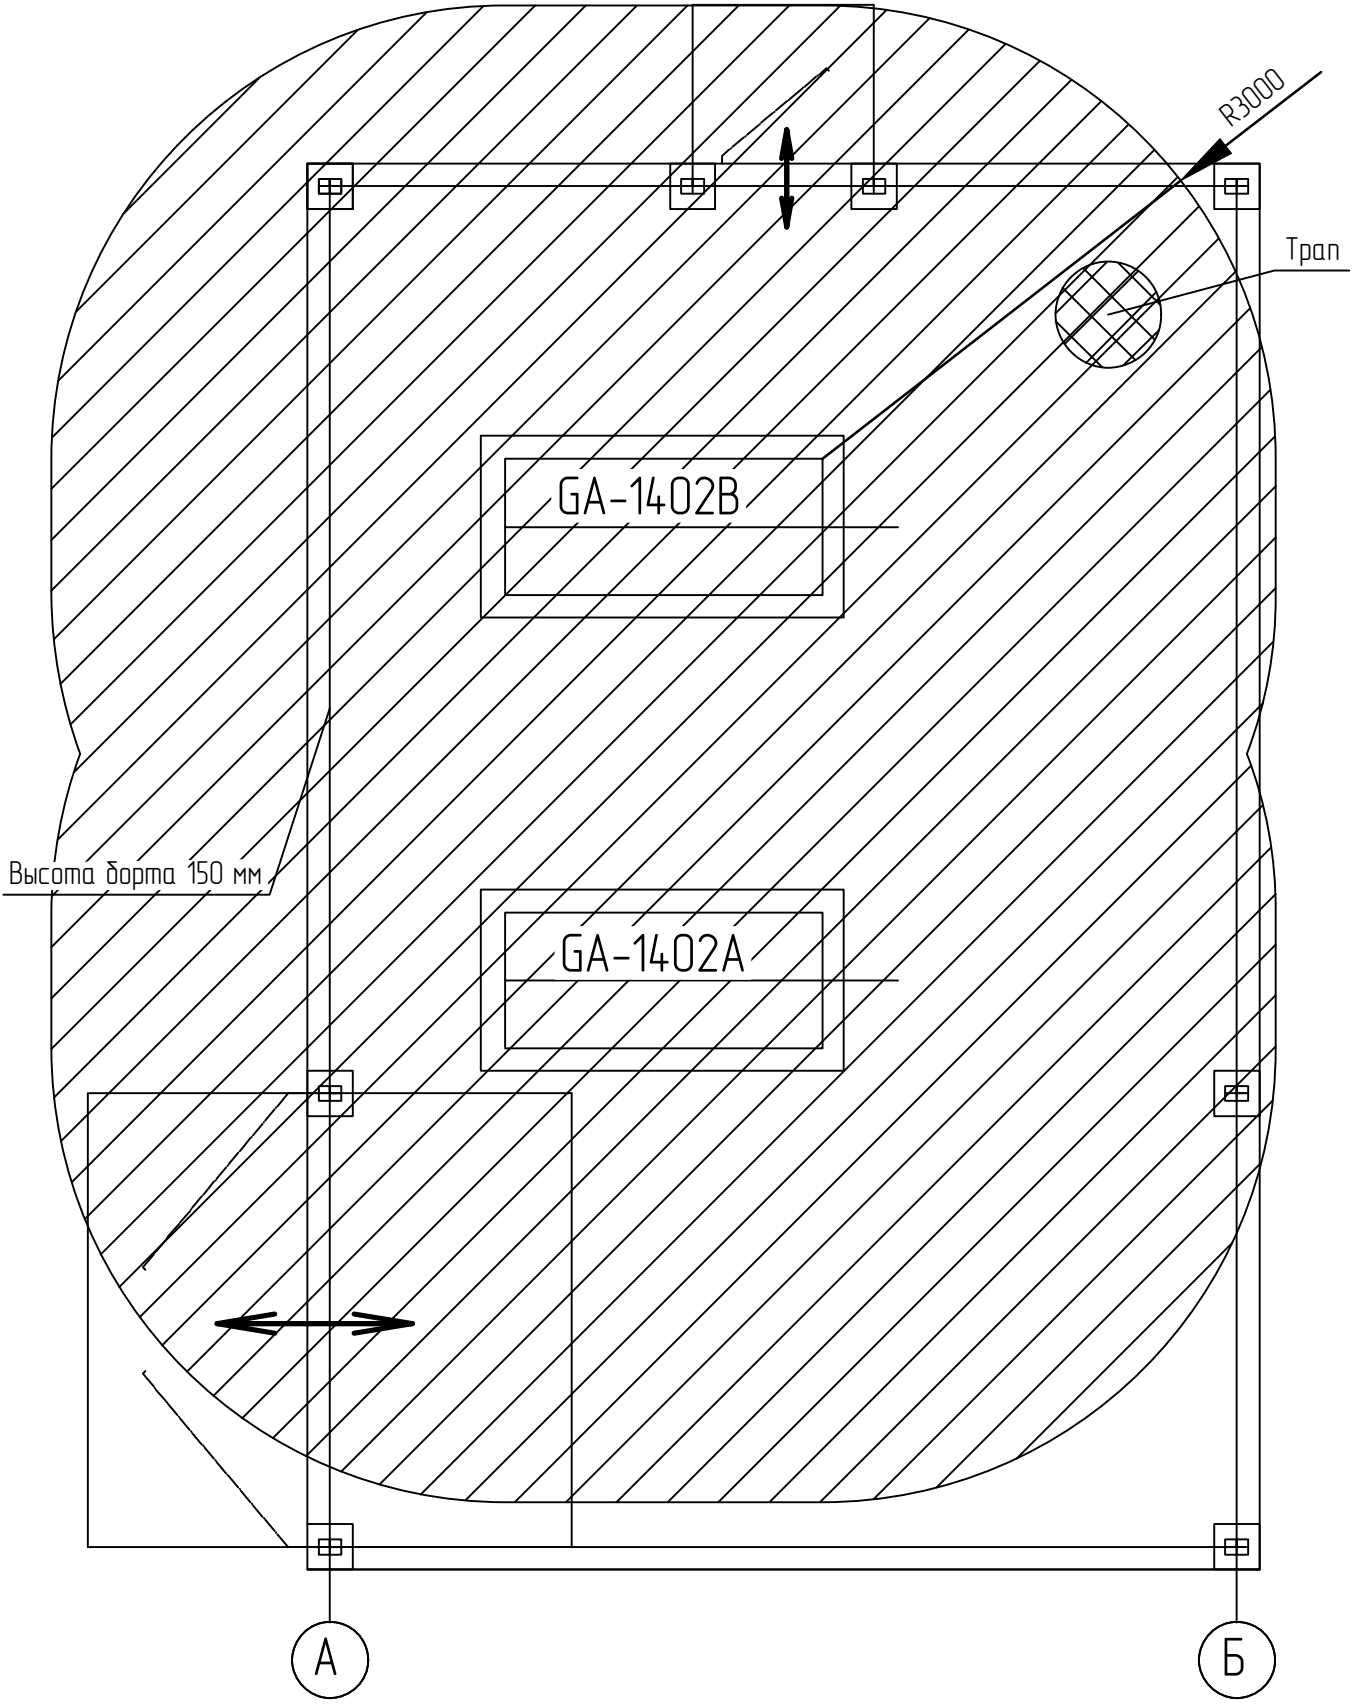 R3000
Трап
GA-1402B
Высота борта 150 мм
GA-1402A
А
Б